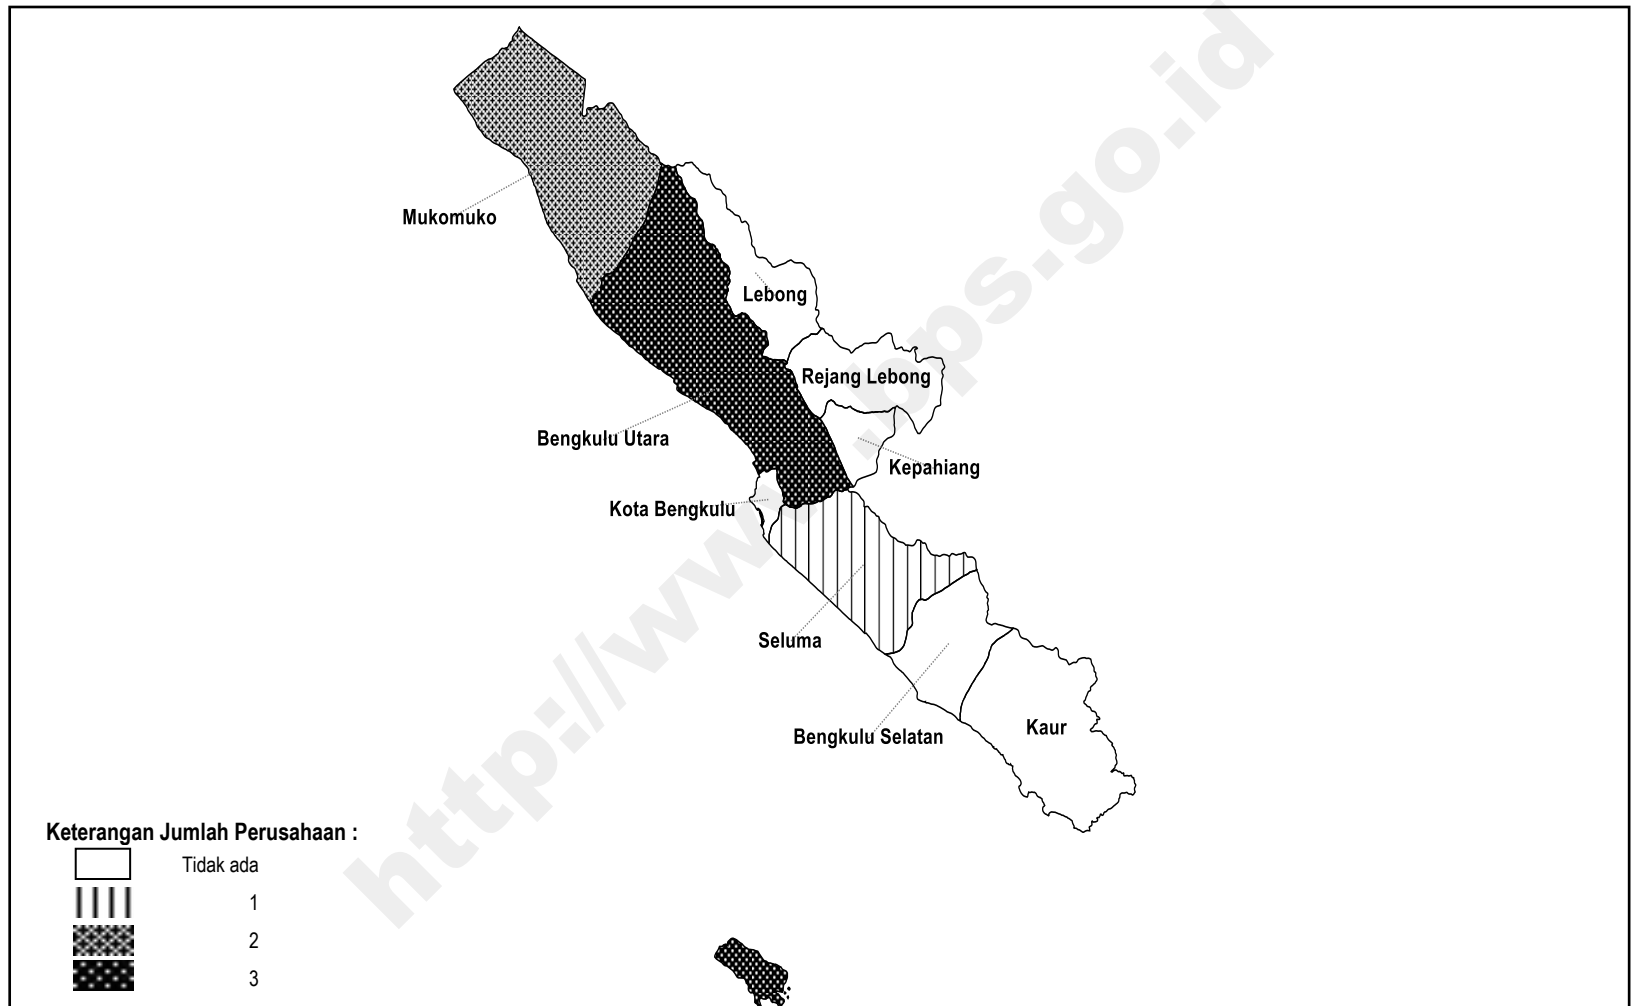 Mukomuko
Lebong
Rejang Lebong
Bengkulu Utara
Kepahiang
Kota Bengkulu
Seluma
Bengkulu Selatan
Kaur
Keterangan Jumlah Perusahaan :
Tidak ada
1
2
3
http://www.bps.go.id